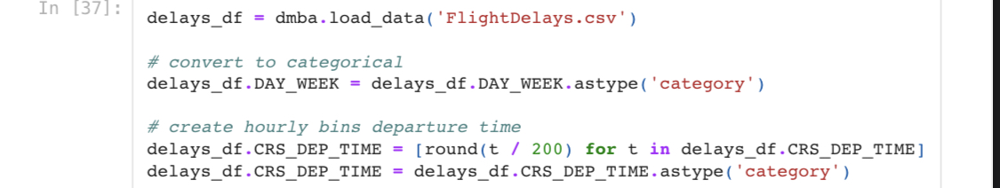 In [37]:
delays_df = dmba.load_data('FlightDelays.csv')
# convert to categorical
delays_df.DAY_WEEK = delays_df.DAY_WEEK.astype('category')
# create hourly bins departure time
delays_df.CRS_DEP_TIME = [round(t / 200) for t in delays_df.CRS_DEP_TIME]
delays_df.CRS_DEP_TIME = delays_df.CRS_DEP_TIME.astype('category')